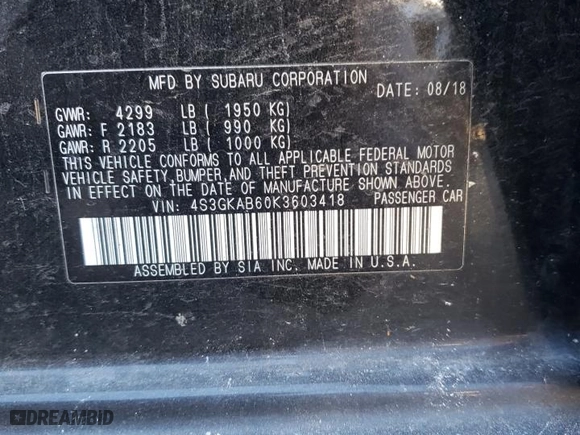 MFD BY SUBARU CORPORATION DATE: 08/18
GVWR: 4299 LB ( 1950 KG)
GAWR: F 2183 LB ( 990 KG)
GAWR: R 2205 LB ( 1000 KG)
THIS VEHICLE CONFORMS TO ALL APPLICABLE FEDERAL MOTOR
VEHICLE SAFETY, BUMPER, AND THEFT PREVENTION STANDARDS
IN EFFECT ON THE DATE OF MANUFACTURE SHOWN ABOVE.
VIN: 4S3GKAB60K3603418 PASSENGER CAR
ASSEMBLED BY SIA INC. MADE IN U.S.A.
DREAMBID